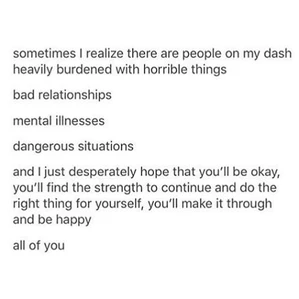 sometimes I realize there are people on my dash
heavily burdened with horrible things
bad relationships
mental illnesses
dangerous situations
and I just desperately hope that you'll be okay,
you'll find the strength to continue and do the
right thing for yourself, you'll make it through
and be happy
all of you